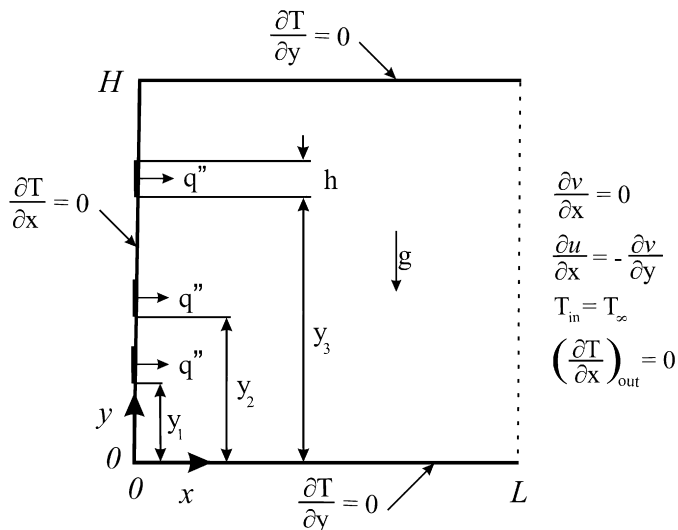 ∂T/∂y = 0
H
q”
h
∂T/∂x = 0
∂v/∂x = 0
g
∂u/∂x = - ∂v/∂y
q”
T_in = T_∞
y_3
q”
(∂T/∂x)_out = 0
y_2
y
y_1
0
0
x
∂T/∂y = 0
L